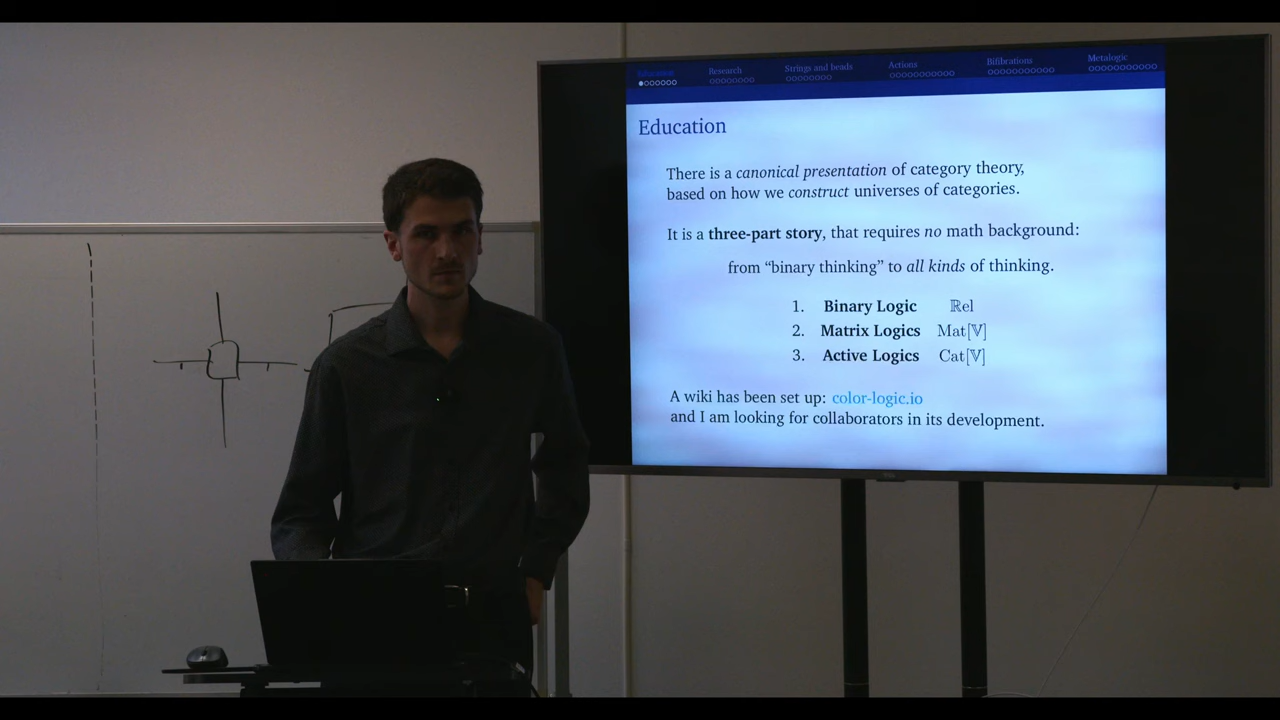 Education
Research
Strings and beads
Actions
Bifibrations
Metalogic
Education
There is a canonical presentation of category theory,
based on how we construct universes of categories.
It is a three-part story, that requires no math background:
from “binary thinking” to all kinds of thinking.
1. Binary Logic ℝel
2. Matrix Logics Mat[𝕍]
3. Active Logics Cat[𝕍]
A wiki has been set up: color-logic.io
and I am looking for collaborators in its development.